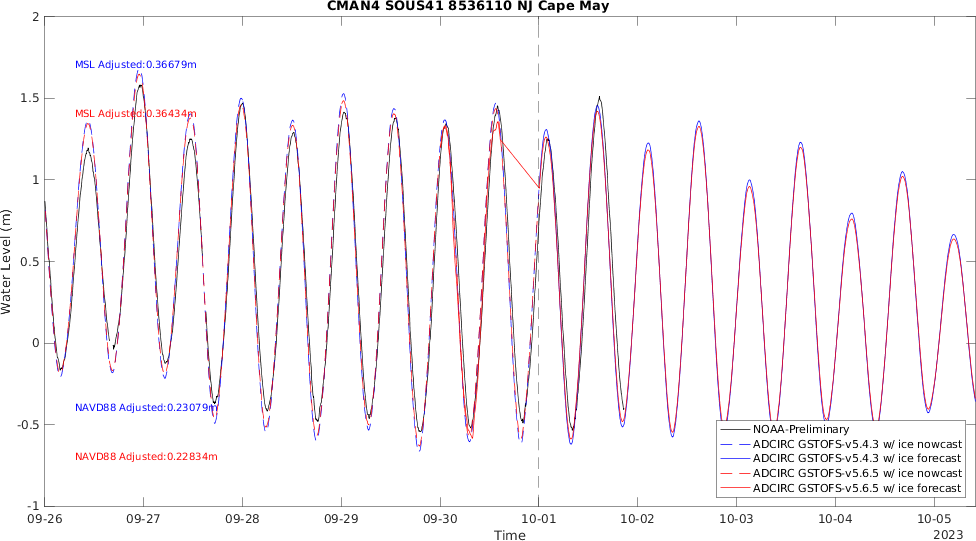 CMAN4 SOUS41 8536110 NJ Cape May
2
1.5
1
0.5
0
-0.5
-1
Water Level (m)
MSL Adjusted:0.36679m
MSL Adjusted:0.36434m
NAVD88 Adjusted:0.23079m
NAVD88 Adjusted:0.22834m
NOAA-Preliminary
ADCIRC GSTOFS-v5.4.3 w/ ice nowcast
ADCIRC GSTOFS-v5.4.3 w/ ice forecast
ADCIRC GSTOFS-v5.6.5 w/ ice nowcast
ADCIRC GSTOFS-v5.6.5 w/ ice forecast
09-26 09-27 09-28 09-29 09-30 10-01 10-02 10-03 10-04 10-05
Time
2023